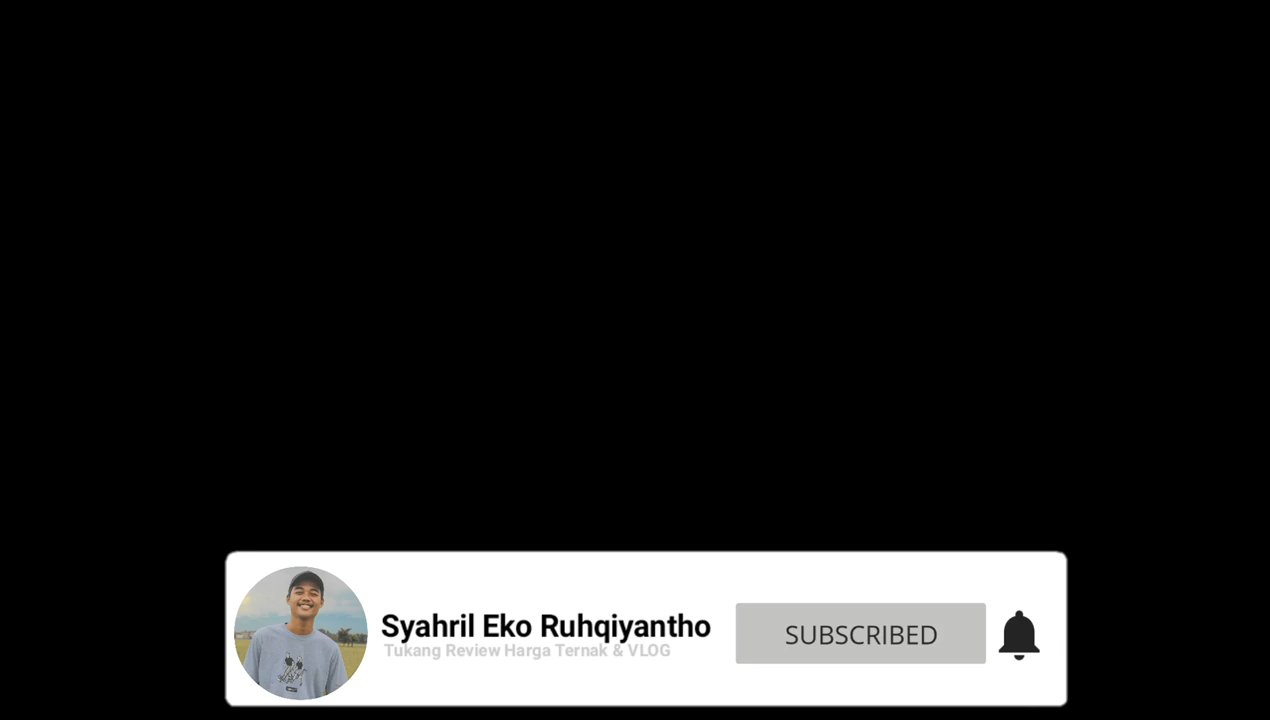 Syahril Eko Ruhqiyantho
Tukang Review Harga Ternak & VLOG
SUBSCRIBED